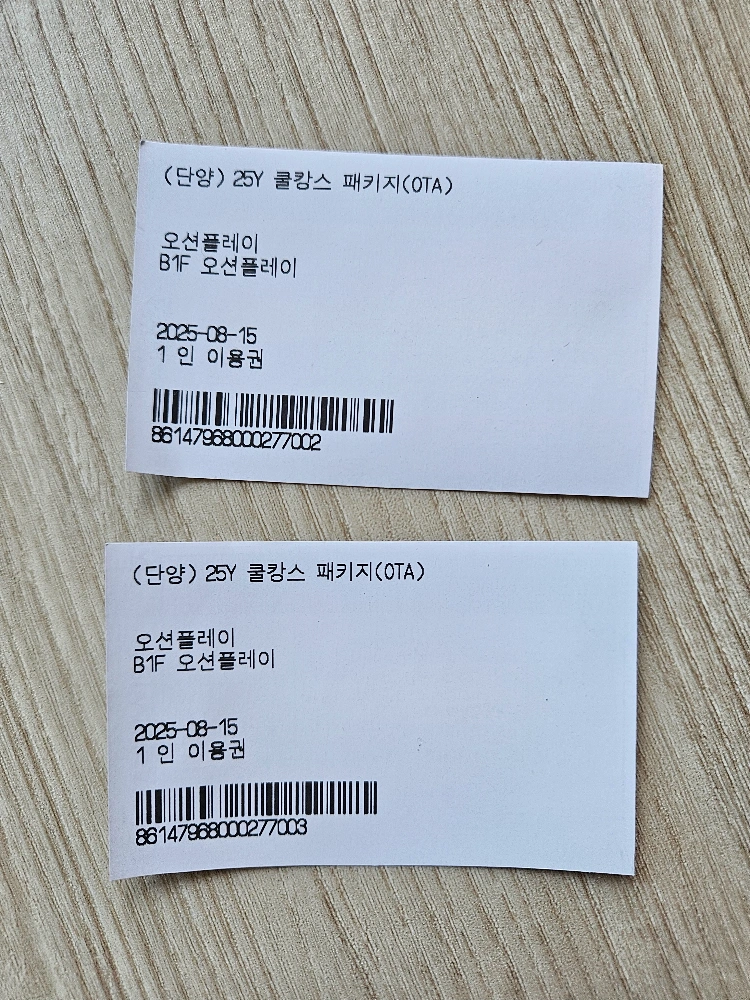 (단양) 25Y 쿨캉스 패키지(OTA)
오션플레이
B1F 오션플레이
2025-08-15
1 인 이용권
86147968000277002
(단양) 25Y 쿨캉스 패키지(OTA)
오션플레이
B1F 오션플레이
2025-08-15
1 인 이용권
86147968000277003